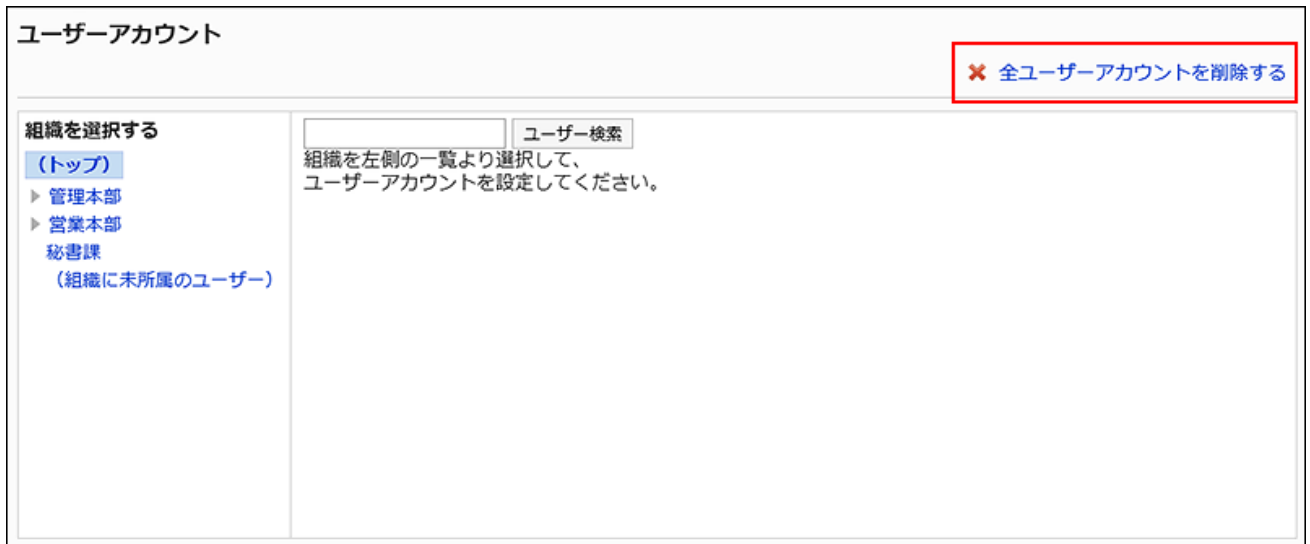 ユーザーアカウント
全ユーザーアカウントを削除する
組織を選択する
(トップ)
管理本部
営業本部
秘書課
(組織に未所属のユーザー)
ユーザー検索
組織を左側の一覧より選択して、
ユーザーアカウントを設定してください。